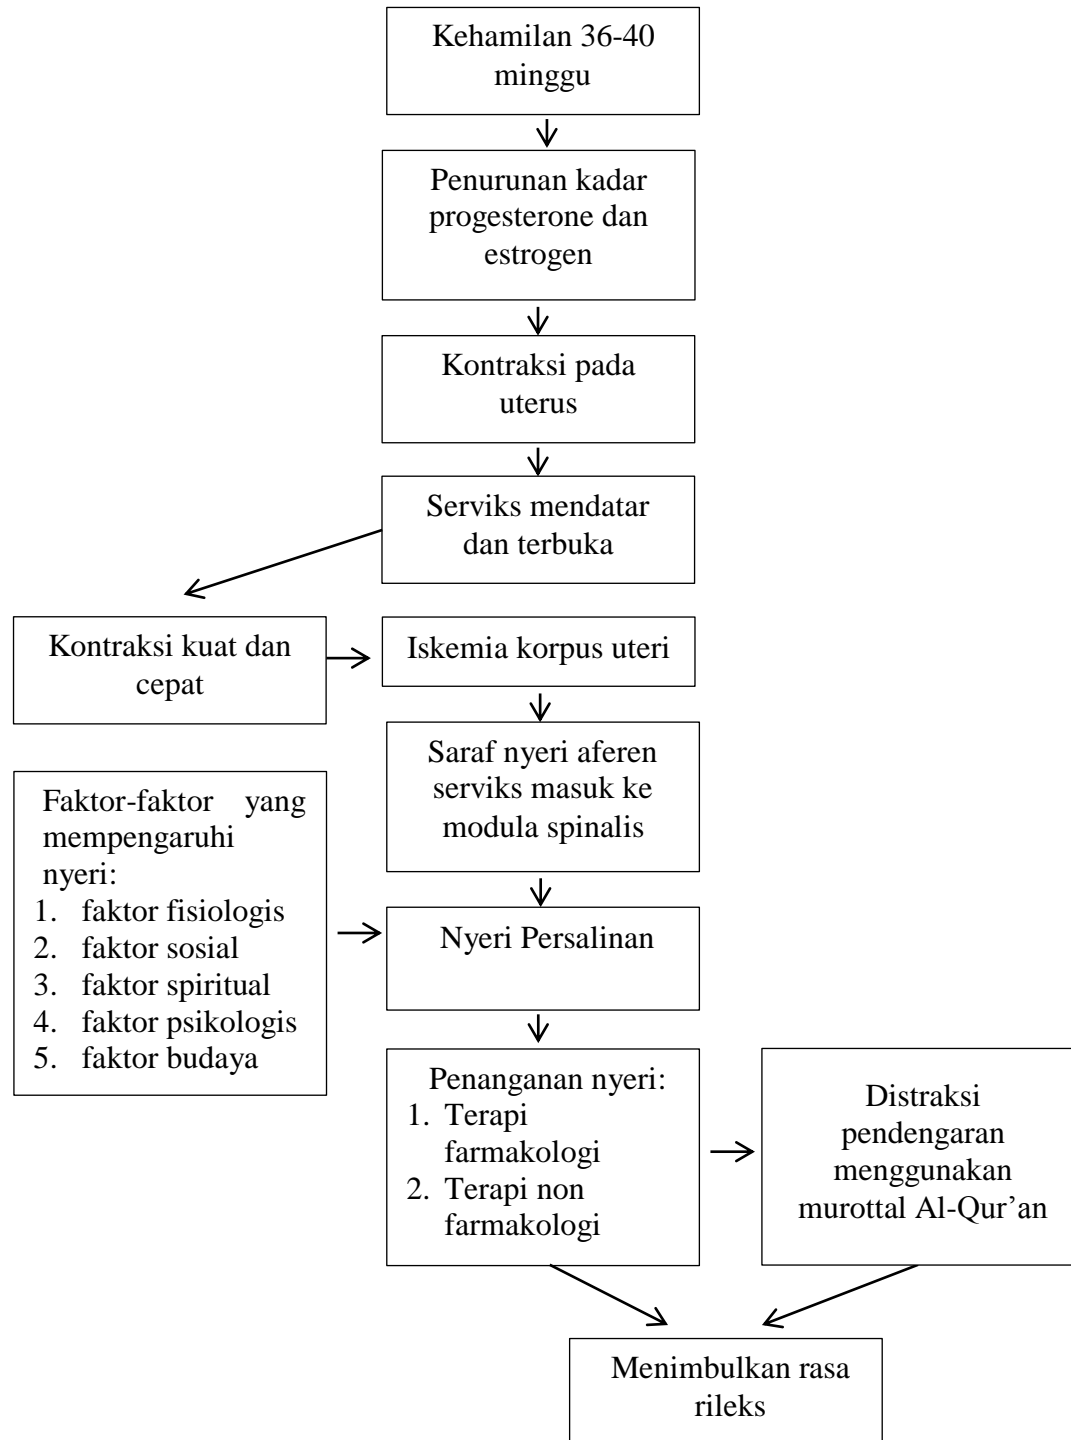 Kehamilan 36-40
minggu
Penurunan kadar
progesterone dan
estrogen
Kontraksi pada
uterus
Serviks mendatar
dan terbuka
Kontraksi kuat dan
cepat
Iskemia korpus uteri
Saraf nyeri aferen
serviks masuk ke
modula spinalis
Faktor-faktor yang
mempengaruhi
nyeri:
1. faktor fisiologis
2. faktor sosial
3. faktor spiritual
4. faktor psikologis
5. faktor budaya
Nyeri Persalinan
Penanganan nyeri:
1. Terapi
farmakologi
2. Terapi non
farmakologi
Distraksi
pendengaran
menggunakan
murottal Al-Qur’an
Menimbulkan rasa
rileks